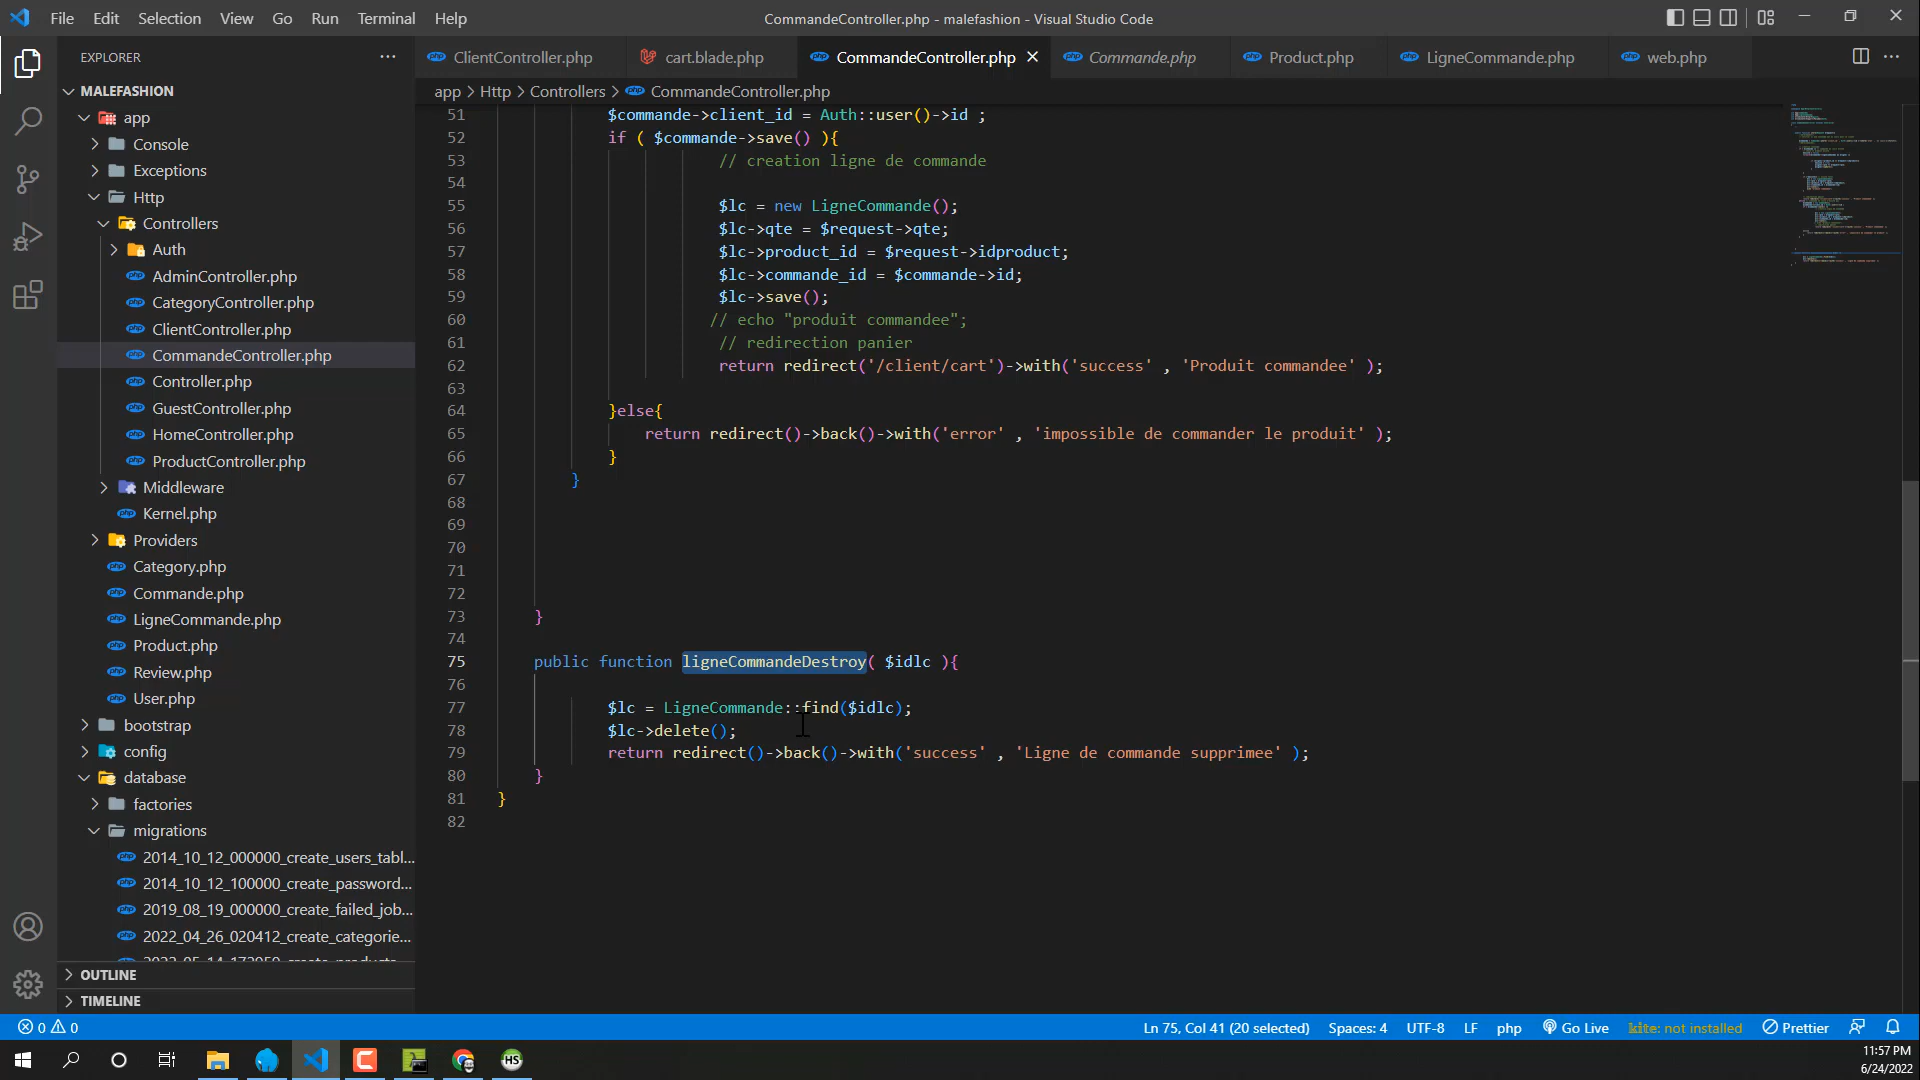 File Edit Selection View Go Run Terminal Help
CommandeController.php - malefashion - Visual Studio Code
EXPLORER
ClientController.php
cart.blade.php
CommandeController.php
Commande.php
Product.php
LigneCommande.php
web.php
MALEFASHION
app > Http > Controllers > CommandeController.php
app
Console
Exceptions
Http
Controllers
Auth
AdminController.php
CategoryController.php
ClientController.php
CommandeController.php
Controller.php
GuestController.php
HomeController.php
ProductController.php
Middleware
Kernel.php
Providers
Category.php
Commande.php
LigneCommande.php
Product.php
Review.php
User.php
bootstrap
config
database
factories
migrations
2014_10_12_000000_create_users_tabl...
2014_10_12_100000_create_password...
2019_08_19_000000_create_failed_job...
2022_04_26_020412_create_categorie...
OUTLINE
TIMELINE
51 $commande->client_id = Auth::user()->id ;
52 if ( $commande->save() ){
53 // creation ligne de commande
54
55 $lc = new LigneCommande();
56 $lc->qte = $request->qte;
57 $lc->product_id = $request->idproduct;
58 $lc->commande_id = $commande->id;
59 $lc->save();
60 // echo "produit commandee";
61 // redirection panier
62 return redirect('/client/cart')->with('success' , 'Produit commandee' );
63
64 }else{
65 return redirect()->back()->with('error' , 'impossible de commander le produit' );
66 }
67 }
68
69
70
71
72
73 }
74
75 public function ligneCommandeDestroy( $idlc ){
76
77 $lc = LigneCommande::find($idlc);
78 $lc->delete();
79 return redirect()->back()->with('success' , 'Ligne de commande supprimee' );
80 }
81 }
82
0 0
Ln 75, Col 41 (20 selected) Spaces: 4 UTF-8 LF php Go Live kite: not installed Prettier
HS
11:57 PM
6/24/2022